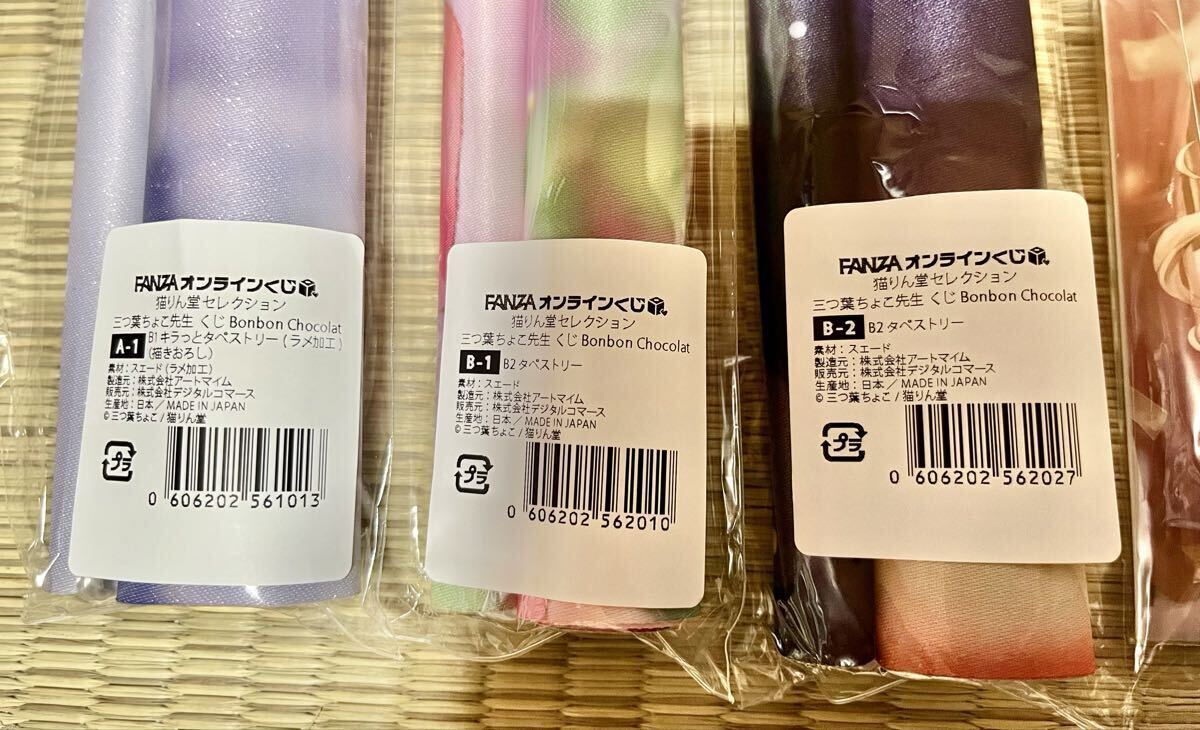 FANZAオンラインくじ
猫りん堂セレクション
三つ葉ちょこ先生 くじ Bonbon Chocolat
A-1 B1キラっとタペストリー(ラメ加工)
(描きおろし)
素材:スエード(ラメ加工)
製造元:株式会社アートマイム
販売元:株式会社デジタルコマース
生産地:日本/MADE IN JAPAN
© 三つ葉ちょこ/猫りん堂
プラ
0 606202 561013
FANZAオンラインくじ
猫りん堂セレクション
三つ葉ちょこ先生 くじ Bonbon Chocolat
B-1 B2タペストリー
素材:スエード
製造元:株式会社アートマイム
販売元:株式会社デジタルコマース
生産地:日本/MADE IN JAPAN
© 三つ葉ちょこ/猫りん堂
プラ
0 606202 562010
FANZAオンラインくじ
猫りん堂セレクション
三つ葉ちょこ先生 くじ Bonbon Chocolat
B-2 B2タペストリー
素材:スエード
製造元:株式会社アートマイム
販売元:株式会社デジタルコマース
生産地:日本/MADE IN JAPAN
© 三つ葉ちょこ/猫りん堂
プラ
0 606202 562027